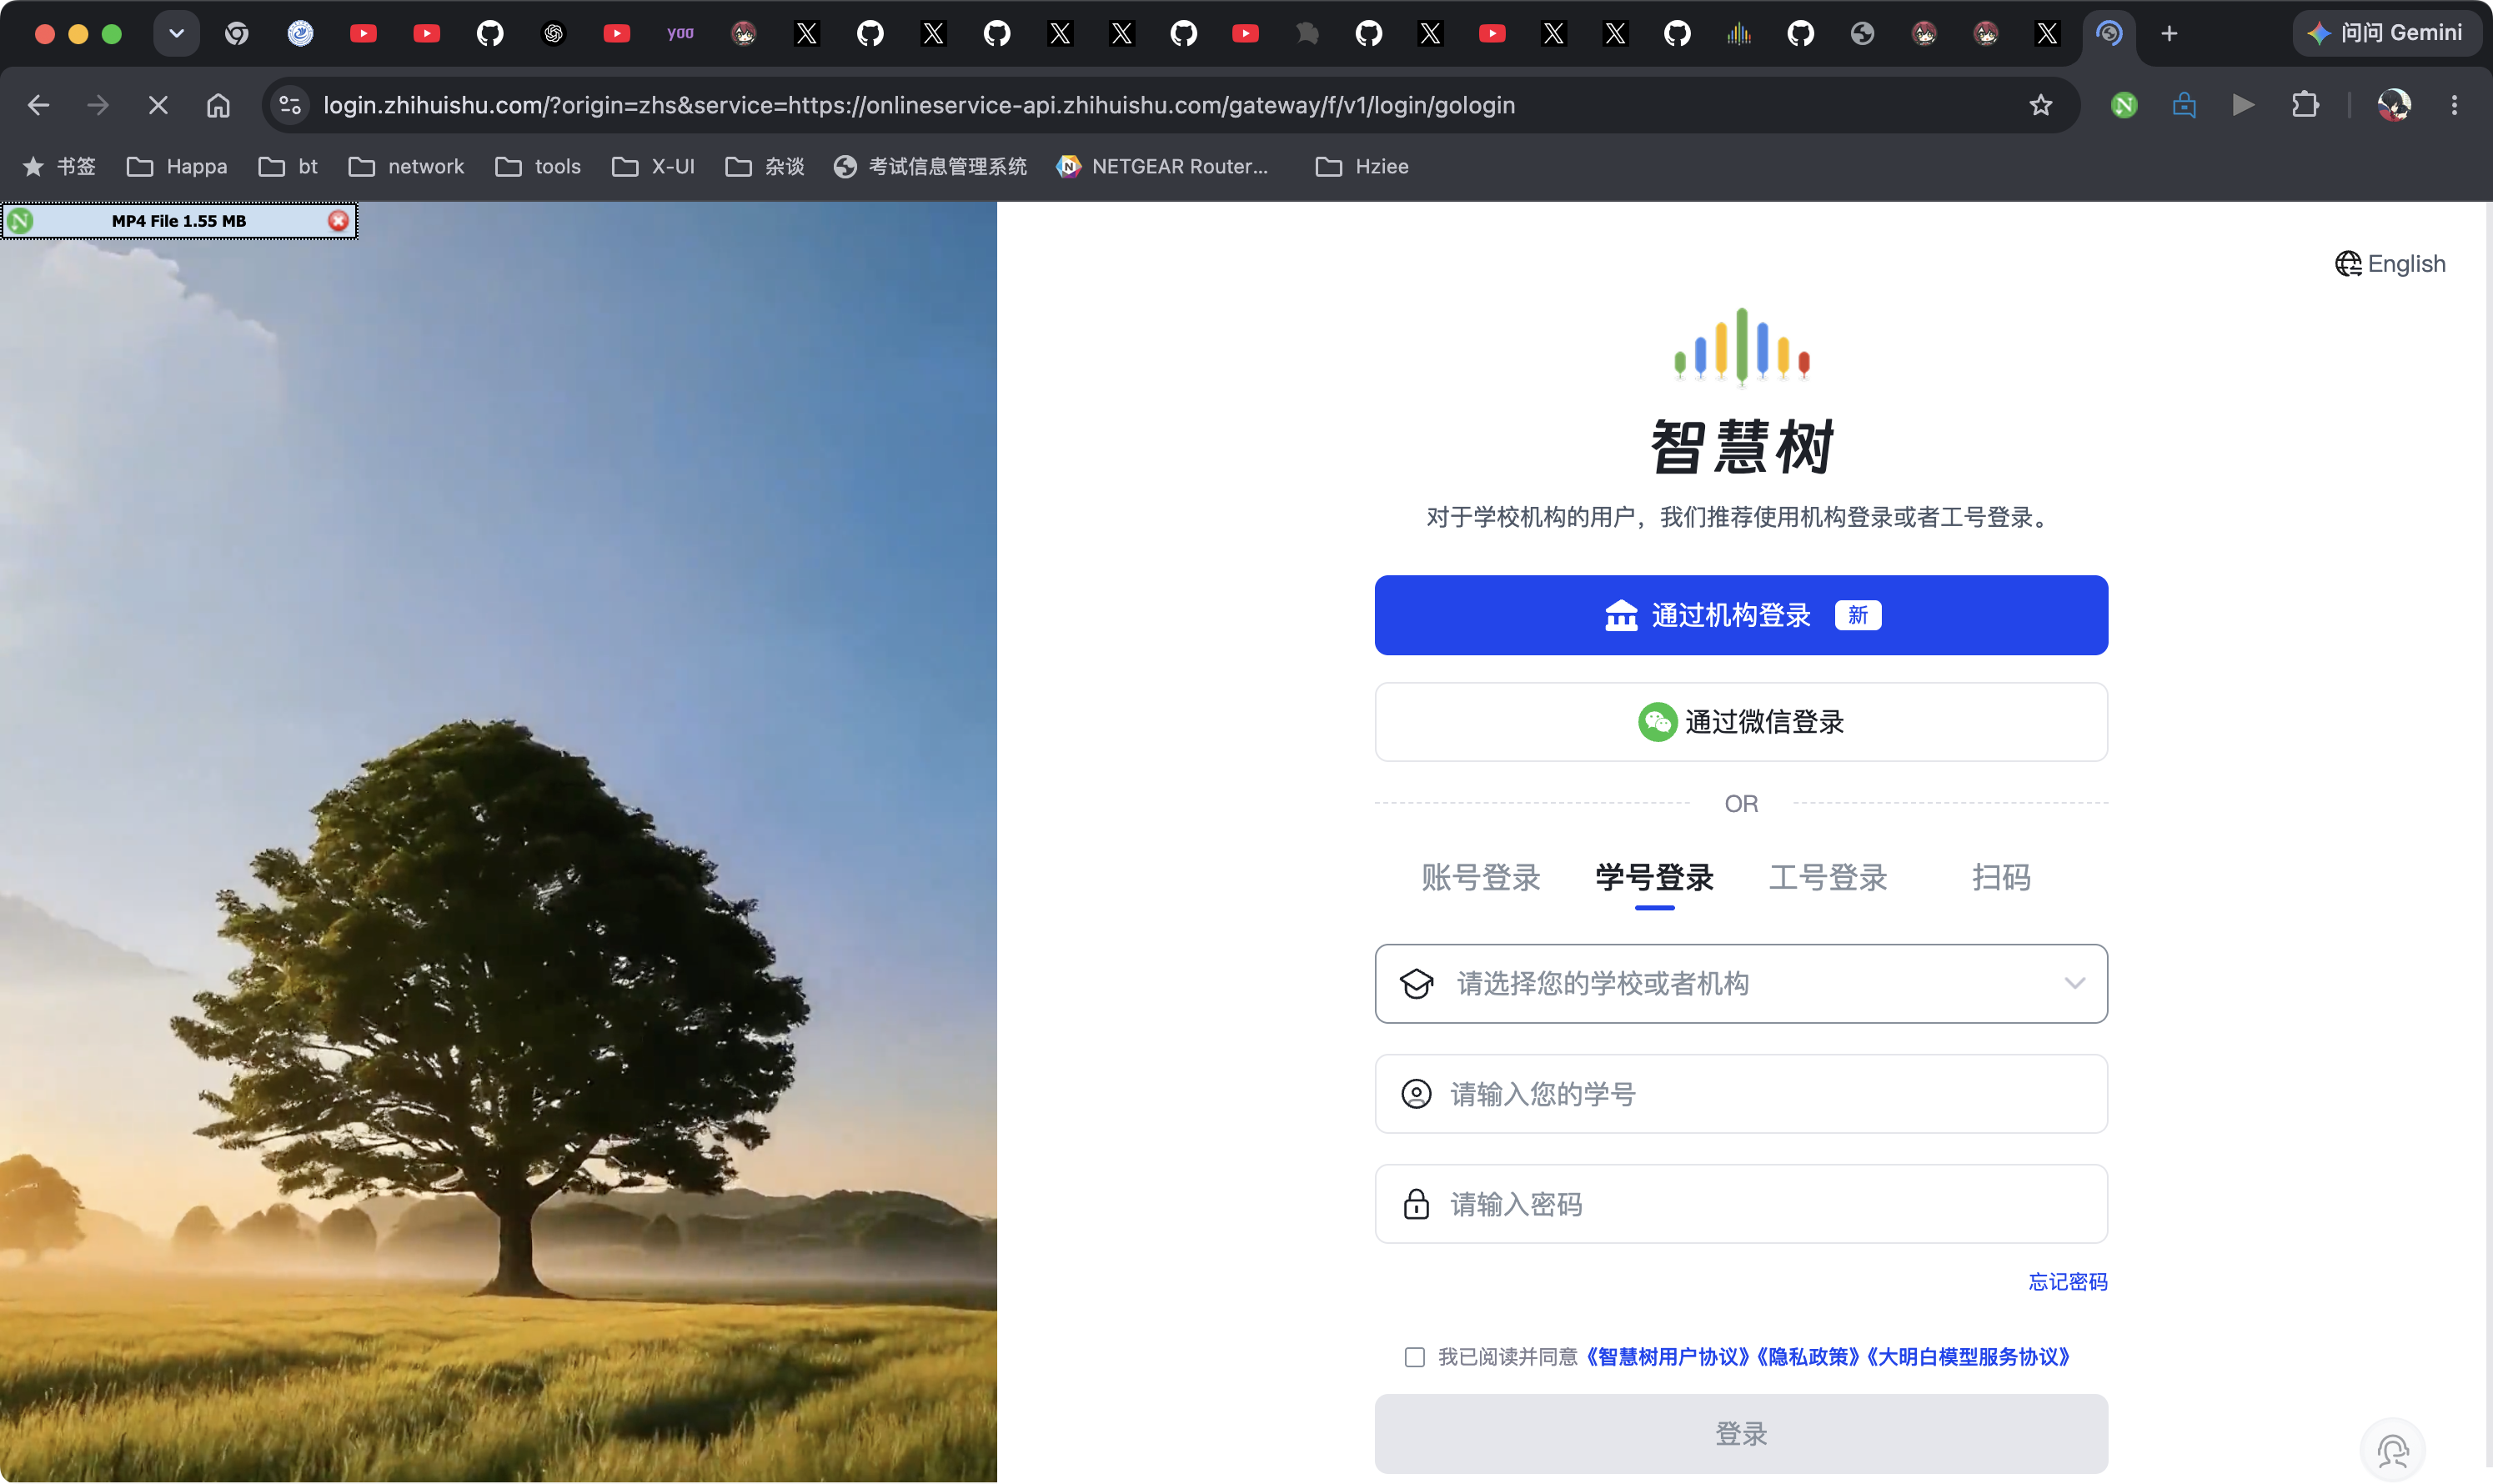 yoo
问问 Gemini
login.zhihuishu.com/?origin=zhs&service=https://onlineservice-api.zhihuishu.com/gateway/f/v1/login/gologin
书签 Happa bt network tools X-UI 杂谈 考试信息管理系统 NETGEAR Router... Hziee
MP4 File 1.55 MB
English
智慧树
对于学校机构的用户，我们推荐使用机构登录或者工号登录。
通过机构登录 新
通过微信登录
OR
账号登录 学号登录 工号登录 扫码
请选择您的学校或者机构
请输入您的学号
请输入密码
忘记密码
我已阅读并同意《智慧树用户协议》《隐私政策》《大明白模型服务协议》
登录